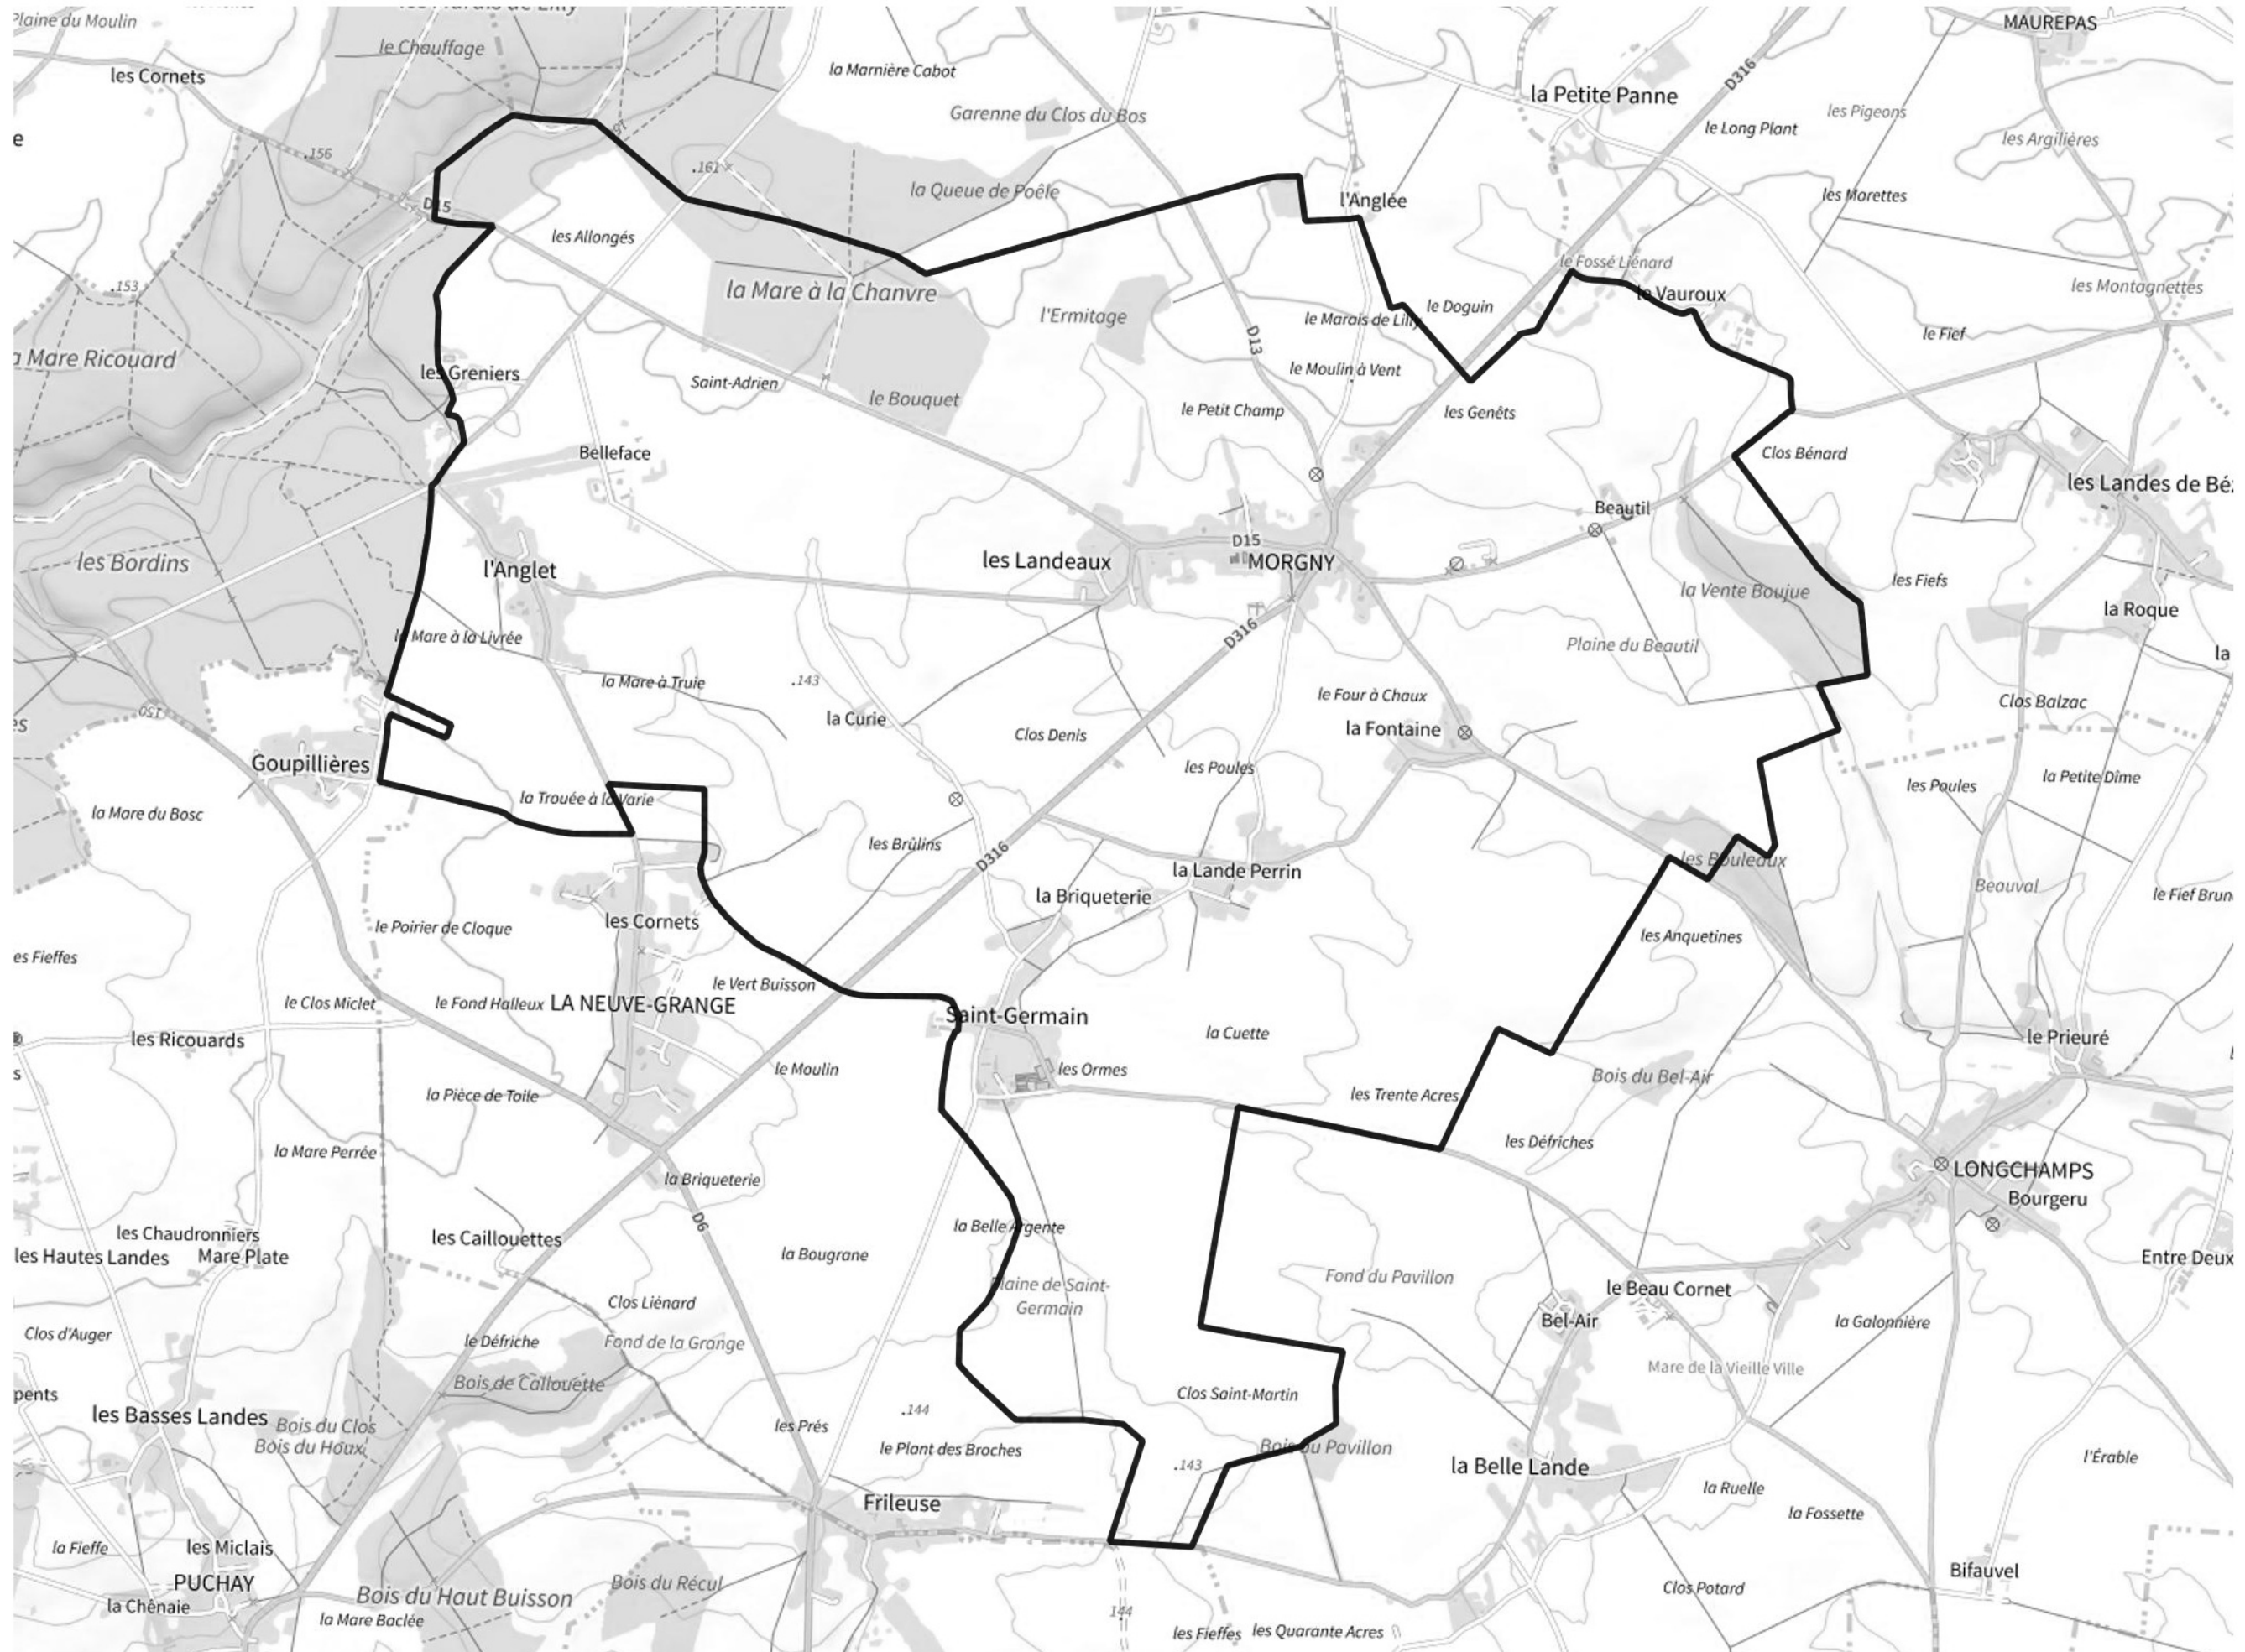 Plaine du Moulin
le Chauffage
MAUREPAS
les Cornets
la Marnière Cabot
D316
la Petite Panne
Garenne du Clos du Bos
les Pigeons
le Long Plant
les Argilières
.156
.161
la Queue de Poêle
les Marettes
l'Anglée
D15
les Allongés
le Fossé Liénard
.153
la Mare à la Chanvre
le Vauroux
les Montagnettes
l'Ermitage
le Doguin
le Marais de Lilly
D13
le Fief
a Mare Ricouard
les Greniers
Saint-Adrien
le Moulin à Vent
le Bouquet
le Petit Champ
les Genêts
Belleface
Clos Bénard
les Landes de Bé
Beautil
les Bordins
l'Anglet
les Landeaux
D15
MORGNY
les Fiefs
la Vente Boujue
la Roque
la Mare à la Livrée
D316
Plaine du Beautil
la
la Mare à Truie
.143
le Four à Chaux
Clos Balzac
150
la Curie
Clos Denis
la Fontaine
Goupillières
les Poules
la Petite Dîme
la Trouée à la Varie
les Poules
la Mare du Bosc
les Brûlins
D316
les Bouleaux
la Lande Perrin
Beauval
la Briqueterie
le Fief Brun
les Cornets
le Poirier de Cloque
les Anquetines
es Fieffes
le Vert Buisson
le Clos Miclet
le Fond Halleux
LA NEUVE-GRANGE
Saint-Germain
la Cuette
les Ricouards
le Prieuré
le Moulin
les Ormes
Bois du Bel-Air
la Pièce de Toile
les Trente Acres
la Mare Perrée
les Défriches
LONGCHAMPS
la Briqueterie
Bourgeru
D6
les Chaudronniers
les Caillouettes
la Belle Argente
les Hautes Landes
Mare Plate
la Bougrane
Entre Deux
Fond du Pavillon
Plaine de Saint-
Germain
le Beau Cornet
Clos Liénard
Bel-Air
la Galonnière
Clos d'Auger
le Défriche
Fond de la Grange
Mare de la Vieille Ville
Bois de Callouette
pents
Clos Saint-Martin
les Basses Landes
.144
Bois du Clos
Bois du Houx
les Prés
le Plant des Broches
Bois du Pavillon
l'Érable
.143
la Belle Lande
la Ruelle
Frileuse
la Fossette
la Fieffe
les Miclais
Bifauvel
PUCHAY
Bois du Récul
Clos Potard
Bois du Haut Buisson
la Chênaie
la Mare Baclée
144
les Fieffes
les Quarante Acres